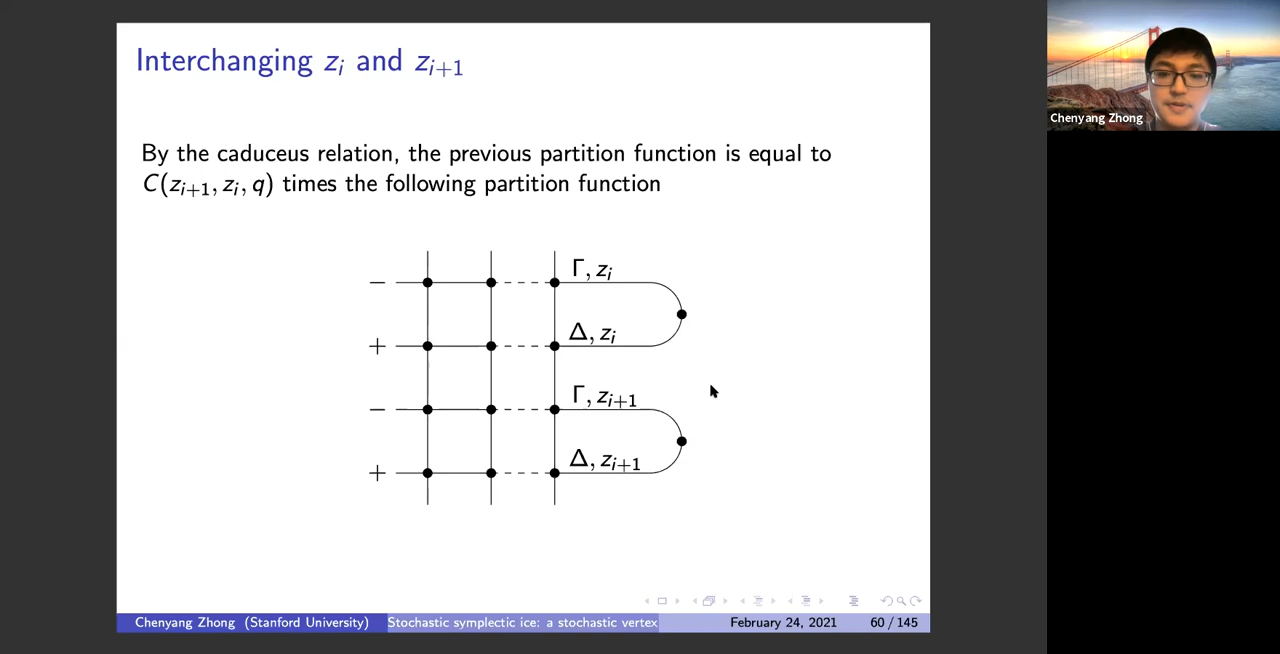 Interchanging z_i and z_{i+1}
Chenyang Zhong
By the caduceus relation, the previous partition function is equal to
C(z_{i+1}, z_i, q) times the following partition function
Γ, z_i
−
Δ, z_i
+
Γ, z_{i+1}
−
Δ, z_{i+1}
+
Chenyang Zhong (Stanford University) Stochastic symplectic ice: a stochastic vertex February 24, 2021 60 / 145